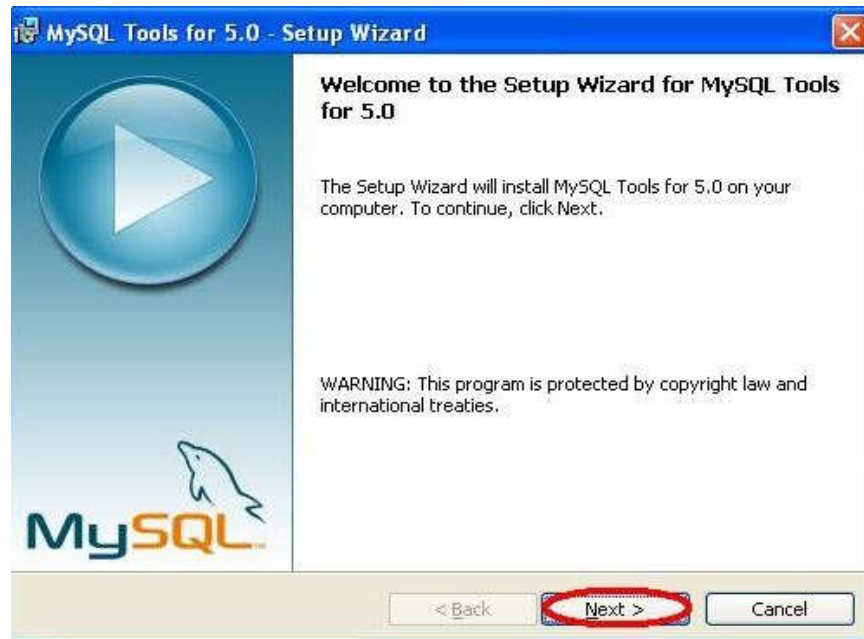 MySQL Tools for 5.0 - Setup Wizard
Welcome to the Setup Wizard for MySQL Tools
for 5.0
The Setup Wizard will install MySQL Tools for 5.0 on your
computer. To continue, click Next.
WARNING: This program is protected by copyright law and
international treaties.
MySQL
< Back
Next >
Cancel